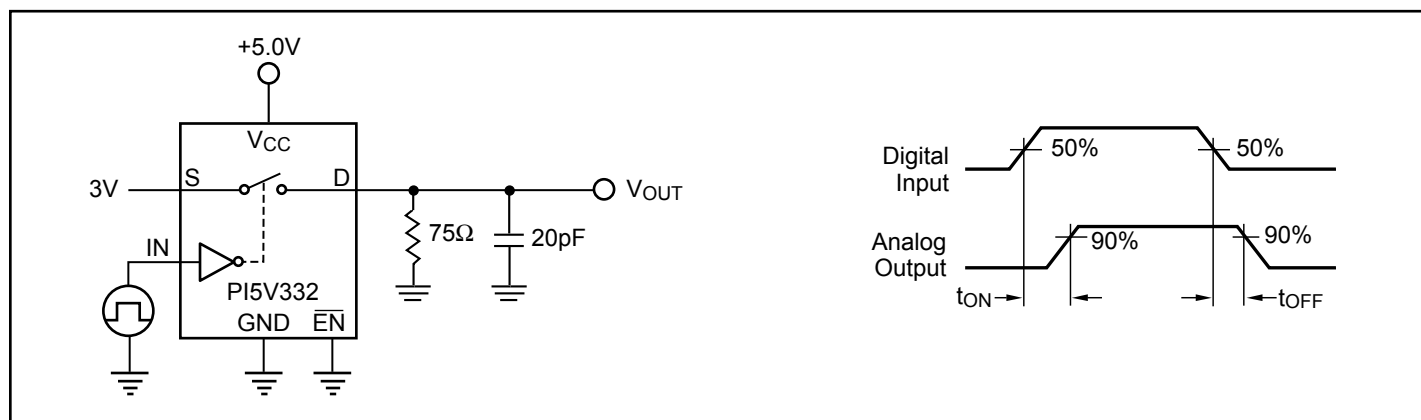 +5.0V
VCC
3V
S
D
VOUT
75Ω
20pF
IN
PI5V332
GND
EN
Digital
Input
50%
50%
Analog
Output
90%
90%
tON
tOFF